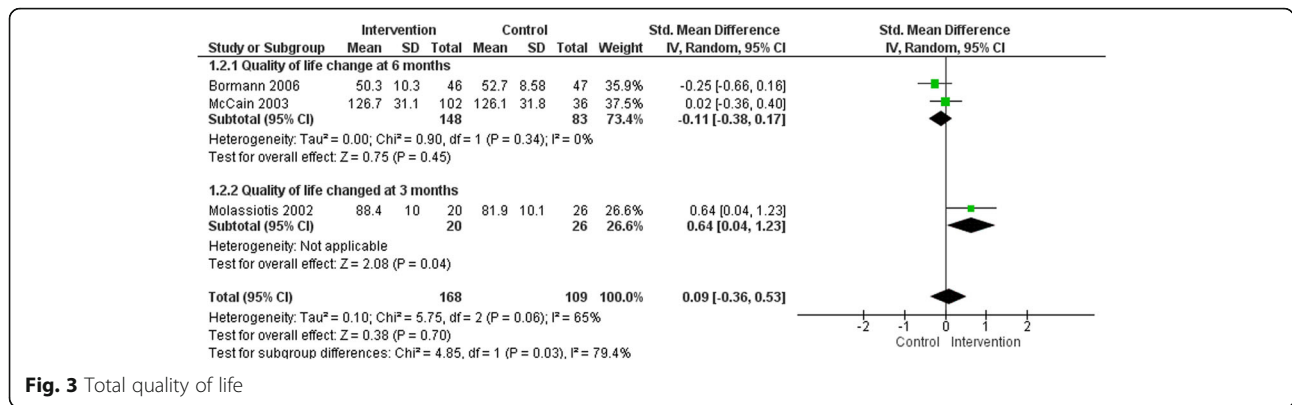 Intervention Control Std. Mean Difference Std. Mean Difference
Study or Subgroup Mean SD Total Mean SD Total Weight IV, Random, 95% CI IV, Random, 95% CI
1.2.1 Quality of life change at 6 months
Bormann 2006 50.3 10.3 46 52.7 8.58 47 35.9% -0.25 [-0.66, 0.16]
McCain 2003 126.7 31.1 102 126.1 31.8 36 37.5% 0.02 [-0.36, 0.40]
Subtotal (95% CI) 148 83 73.4% -0.11 [-0.38, 0.17]
Heterogeneity: Tau² = 0.00; Chi² = 0.90, df = 1 (P = 0.34); I² = 0%
Test for overall effect: Z = 0.75 (P = 0.45)
1.2.2 Quality of life changed at 3 months
Molassiotis 2002 88.4 10 20 81.9 10.1 26 26.6% 0.64 [0.04, 1.23]
Subtotal (95% CI) 20 26 26.6% 0.64 [0.04, 1.23]
Heterogeneity: Not applicable
Test for overall effect: Z = 2.08 (P = 0.04)
Total (95% CI) 168 109 100.0% 0.09 [-0.36, 0.53]
Heterogeneity: Tau² = 0.10; Chi² = 5.75, df = 2 (P = 0.06); I² = 65%
Test for overall effect: Z = 0.38 (P = 0.70)
Test for subgroup differences: Chi² = 4.85, df = 1 (P = 0.03), I² = 79.4%
-2 -1 0 1 2
Control Intervention
Fig. 3 Total quality of life